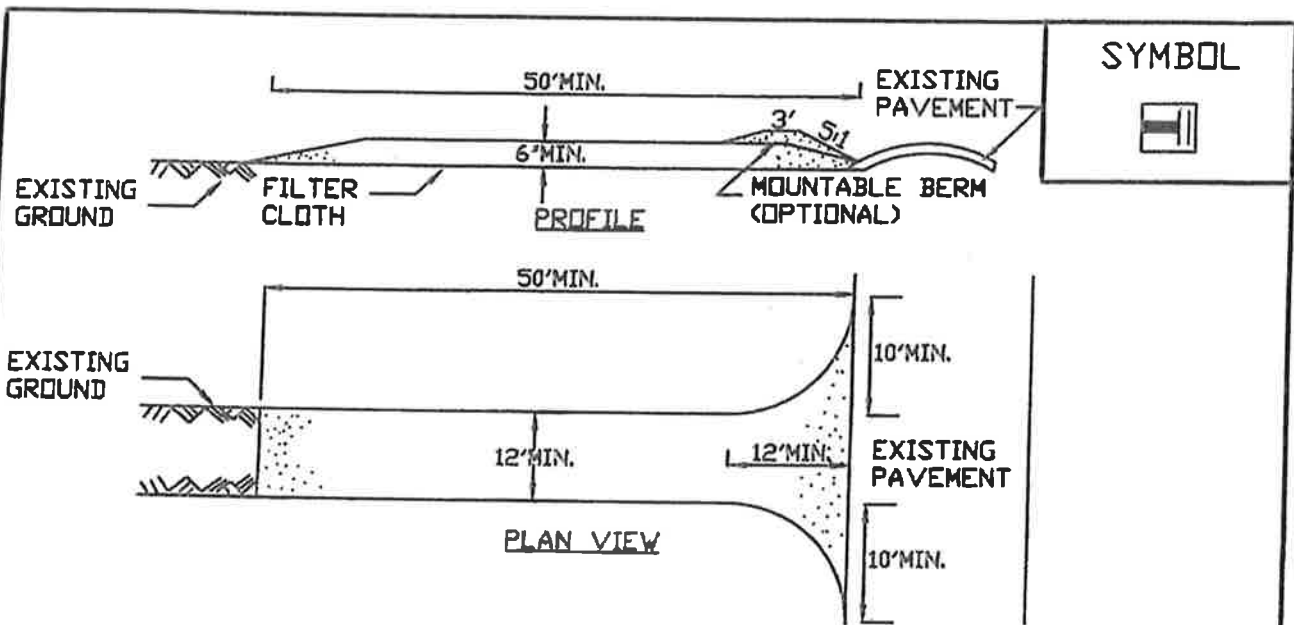 SYMBOL
50'MIN.
EXISTING
PAVEMENT
3'
5:1
6"MIN.
EXISTING
GROUND
FILTER
CLOTH
MOUNTABLE BERM
(OPTIONAL)
PROFILE
50'MIN.
10'MIN.
EXISTING
GROUND
12'MIN.
12'MIN.
EXISTING
PAVEMENT
PLAN VIEW
10'MIN.